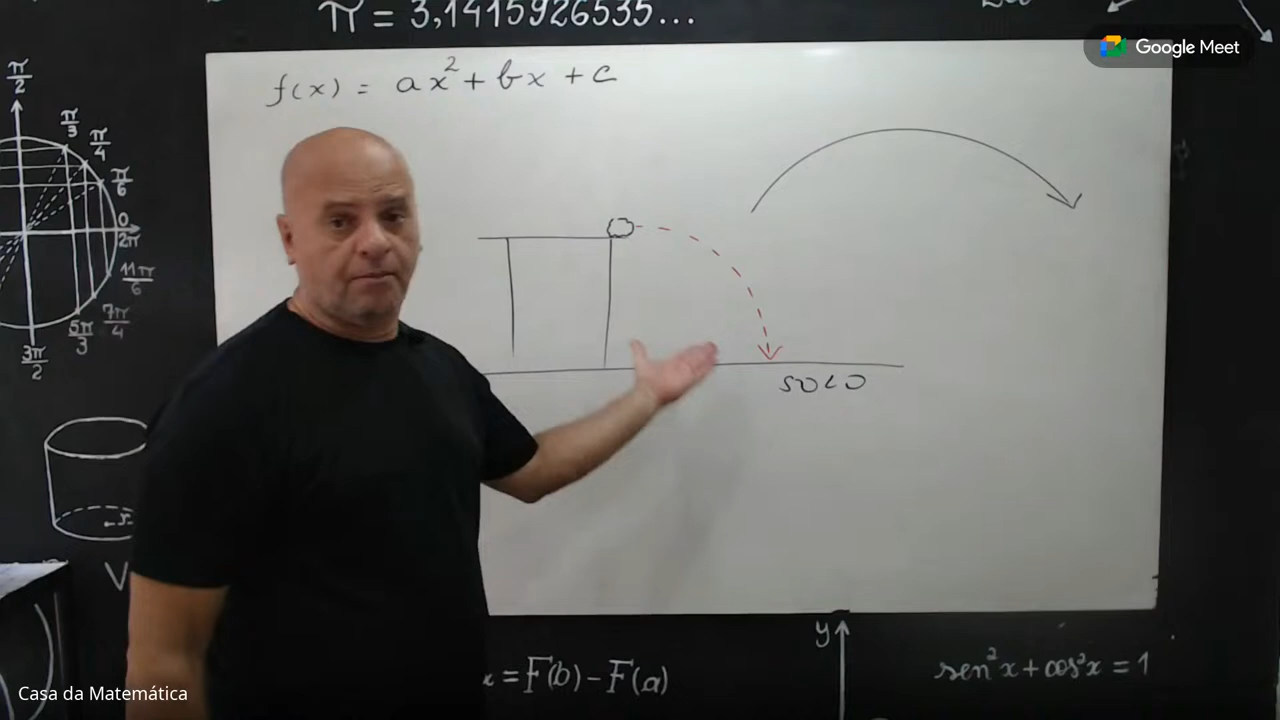 π = 3,1415926535...
Google Meet
f(x) = ax² + bx + c
π/2
π/3
π/4
π/6
0
2π
11π/6
7π/4
5π/3
3π/2
SOLO
r
V
y
= F(b) - F(a)
sen²x + cos²x = 1
Casa da Matemática